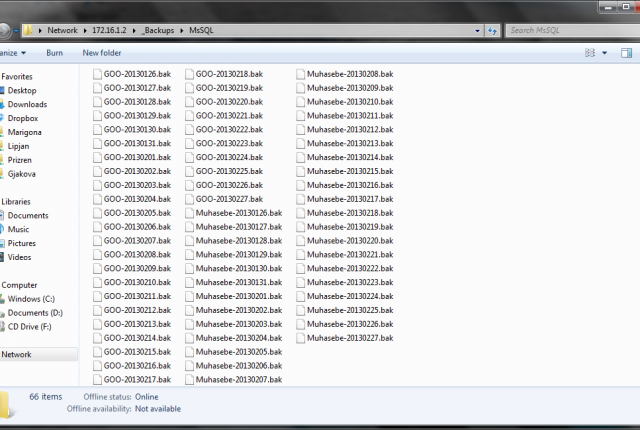 Network ▸ 172.16.1.2 ▸ _Backups ▸ MsSQL
Search MsSQL
anize
Burn
New folder
Favorites
Desktop
Downloads
Dropbox
Marigona
Lipjan
Prizren
Gjakova
Libraries
Documents
Music
Pictures
Videos
Computer
Windows (C:)
Documents (D:)
CD Drive (F:)
Network
GOO-20130126.bak
GOO-20130127.bak
GOO-20130128.bak
GOO-20130129.bak
GOO-20130130.bak
GOO-20130131.bak
GOO-20130201.bak
GOO-20130202.bak
GOO-20130203.bak
GOO-20130204.bak
GOO-20130205.bak
GOO-20130206.bak
GOO-20130207.bak
GOO-20130208.bak
GOO-20130209.bak
GOO-20130210.bak
GOO-20130211.bak
GOO-20130212.bak
GOO-20130213.bak
GOO-20130214.bak
GOO-20130215.bak
GOO-20130216.bak
GOO-20130217.bak
GOO-20130218.bak
GOO-20130219.bak
GOO-20130220.bak
GOO-20130221.bak
GOO-20130222.bak
GOO-20130223.bak
GOO-20130224.bak
GOO-20130225.bak
GOO-20130226.bak
GOO-20130227.bak
Muhasebe-20130126.bak
Muhasebe-20130127.bak
Muhasebe-20130128.bak
Muhasebe-20130129.bak
Muhasebe-20130130.bak
Muhasebe-20130131.bak
Muhasebe-20130201.bak
Muhasebe-20130202.bak
Muhasebe-20130203.bak
Muhasebe-20130204.bak
Muhasebe-20130205.bak
Muhasebe-20130206.bak
Muhasebe-20130207.bak
Muhasebe-20130208.bak
Muhasebe-20130209.bak
Muhasebe-20130210.bak
Muhasebe-20130211.bak
Muhasebe-20130212.bak
Muhasebe-20130213.bak
Muhasebe-20130214.bak
Muhasebe-20130215.bak
Muhasebe-20130216.bak
Muhasebe-20130217.bak
Muhasebe-20130218.bak
Muhasebe-20130219.bak
Muhasebe-20130220.bak
Muhasebe-20130221.bak
Muhasebe-20130222.bak
Muhasebe-20130223.bak
Muhasebe-20130224.bak
Muhasebe-20130225.bak
Muhasebe-20130226.bak
Muhasebe-20130227.bak
66 items Offline status: Online
Offline availability: Not available